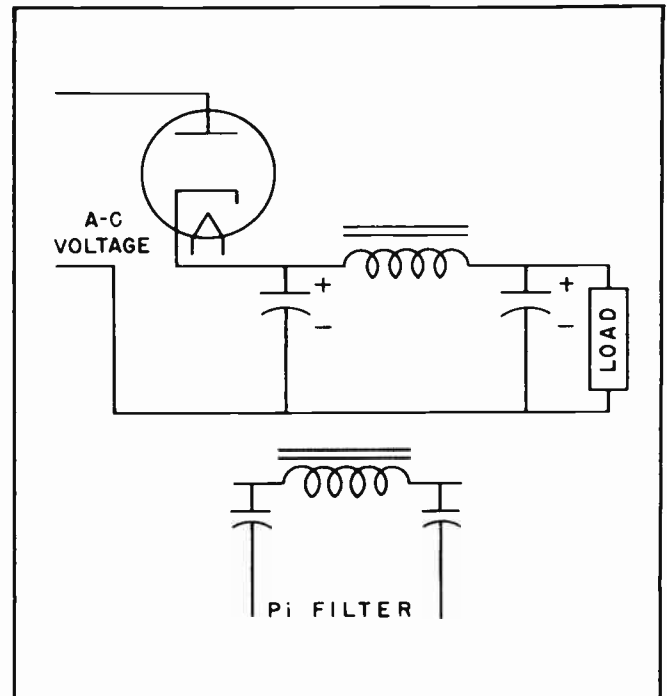 A-C
VOLTAGE
+
-
+
-
LOAD
Pi FILTER